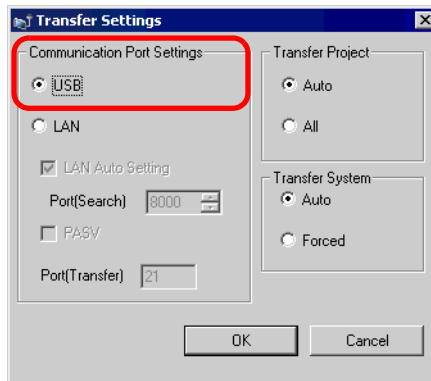 Transfer Settings
Communication Port Settings
USB
LAN
LAN Auto Setting
Port(Search) 8000
PASV
Port(Transfer) 21
Transfer Project
Auto
All
Transfer System
Auto
Forced
OK
Cancel